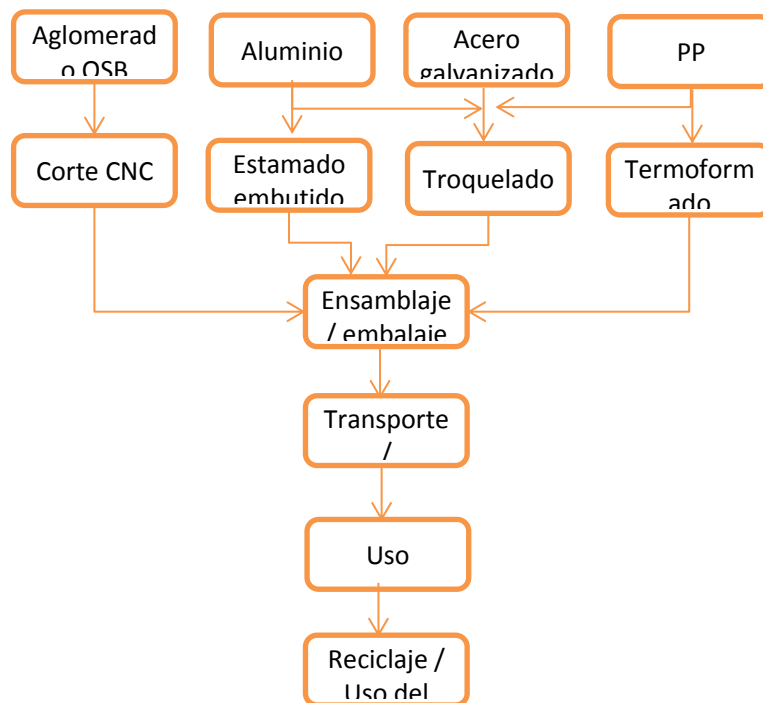 Aglomerad
o OSB
Aluminio
Acero
galvanizado
PP
Corte CNC
Estamado
embutido
Troquelado
Termoform
ado
Ensamblaje
/ embalaje
Transporte
/
Uso
Reciclaje /
Uso del